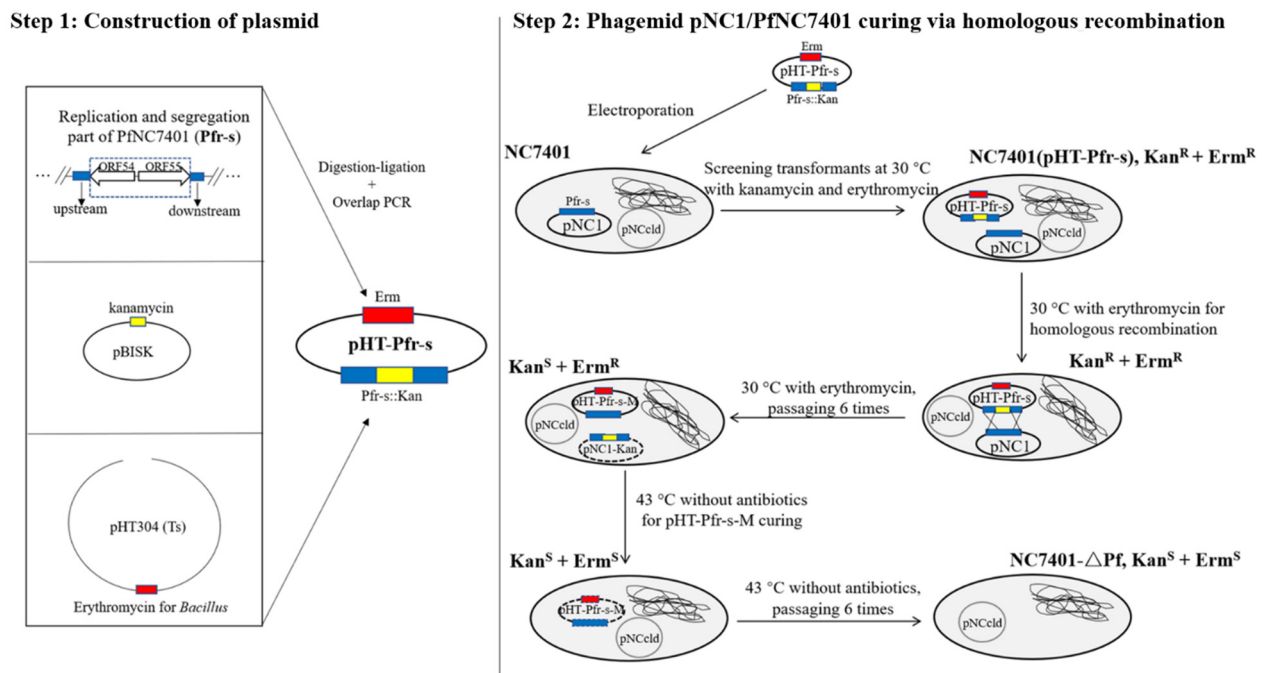 Step 1: Construction of plasmid
Replication and segregation
part of PfNC7401 (Pfr-s)
··· ORF54 ORF55 ···
upstream downstream
kanamycin
pBISK
pHT304 (Ts)
Erythromycin for Bacillus
Digestion-ligation
+
Overlap PCR
Erm
pHT-Pfr-s
Pfr-s::Kan
Step 2: Phagemid pNC1/PfNC7401 curing via homologous recombination
Erm
pHT-Pfr-s
Pfr-s::Kan
Electroporation
NC7401
Pfr-s
pNC1
pNCcld
Screening transformants at 30 °C
with kanamycin and erythromycin
NC7401(pHT-Pfr-s), Kanᴿ + Ermᴿ
pHT-Pfr-s
pNC1
pNCcld
30 °C with erythromycin for
homologous recombination
Kanᴿ + Ermᴿ
pHT-Pfr-s
pNCcld
pNC1
30 °C with erythromycin,
passaging 6 times
Kanˢ + Ermᴿ
pHT-Pfr-s-M
pNCcld
pNC1-Kan
43 °C without antibiotics
for pHT-Pfr-s-M curing
Kanˢ + Ermˢ
pHT-Pfr-s-M
pNCcld
43 °C without antibiotics,
passaging 6 times
NC7401-△Pf, Kanˢ + Ermˢ
pNCcld